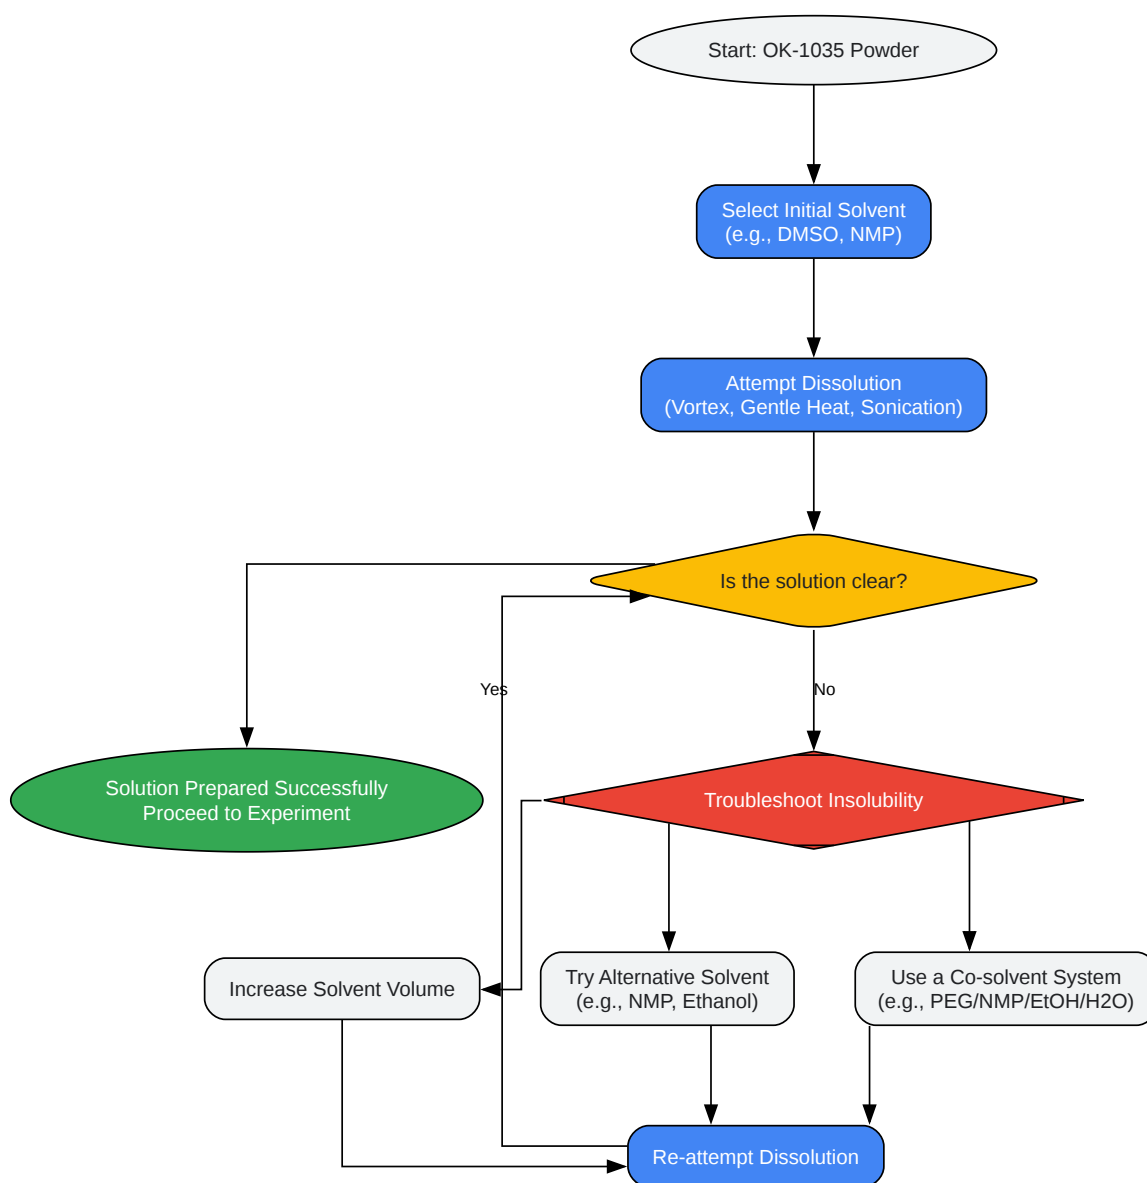 Start: OK-1035 Powder
Select Initial Solvent
(e.g., DMSO, NMP)
Attempt Dissolution
(Vortex, Gentle Heat, Sonication)
Is the solution clear?
Yes
No
Solution Prepared Successfully
Proceed to Experiment
Troubleshoot Insolubility
Increase Solvent Volume
Try Alternative Solvent
(e.g., NMP, Ethanol)
Use a Co-solvent System
(e.g., PEG/NMP/EtOH/H2O)
Re-attempt Dissolution